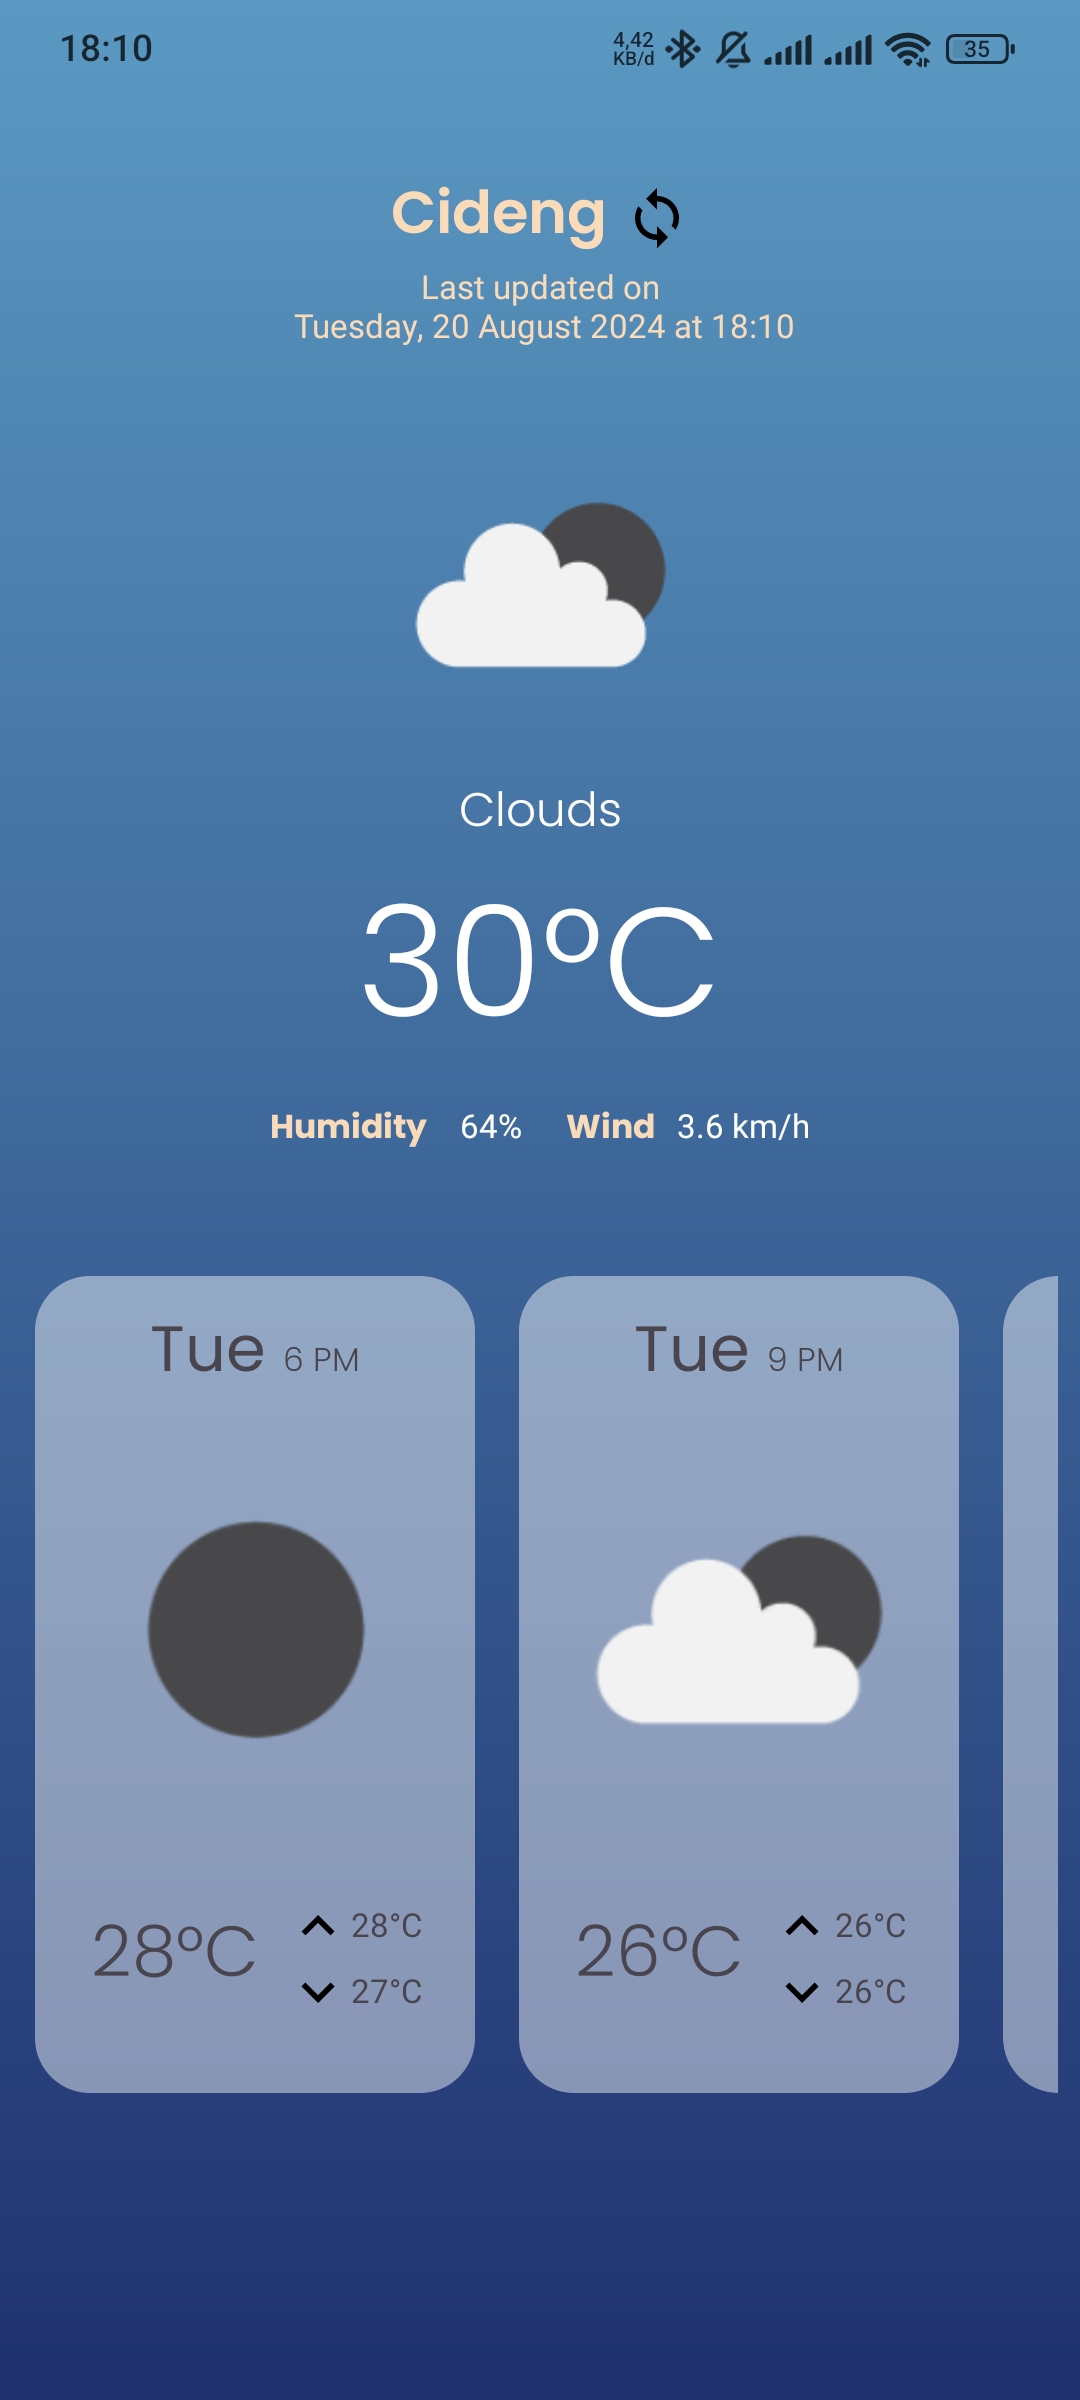 18:10
4,42
KB/d
35
Cideng
Last updated on
Tuesday, 20 August 2024 at 18:10
Clouds
30°C
Humidity 64% Wind 3.6 km/h
Tue 6 PM
28°C
28°C
27°C
Tue 9 PM
26°C
26°C
26°C